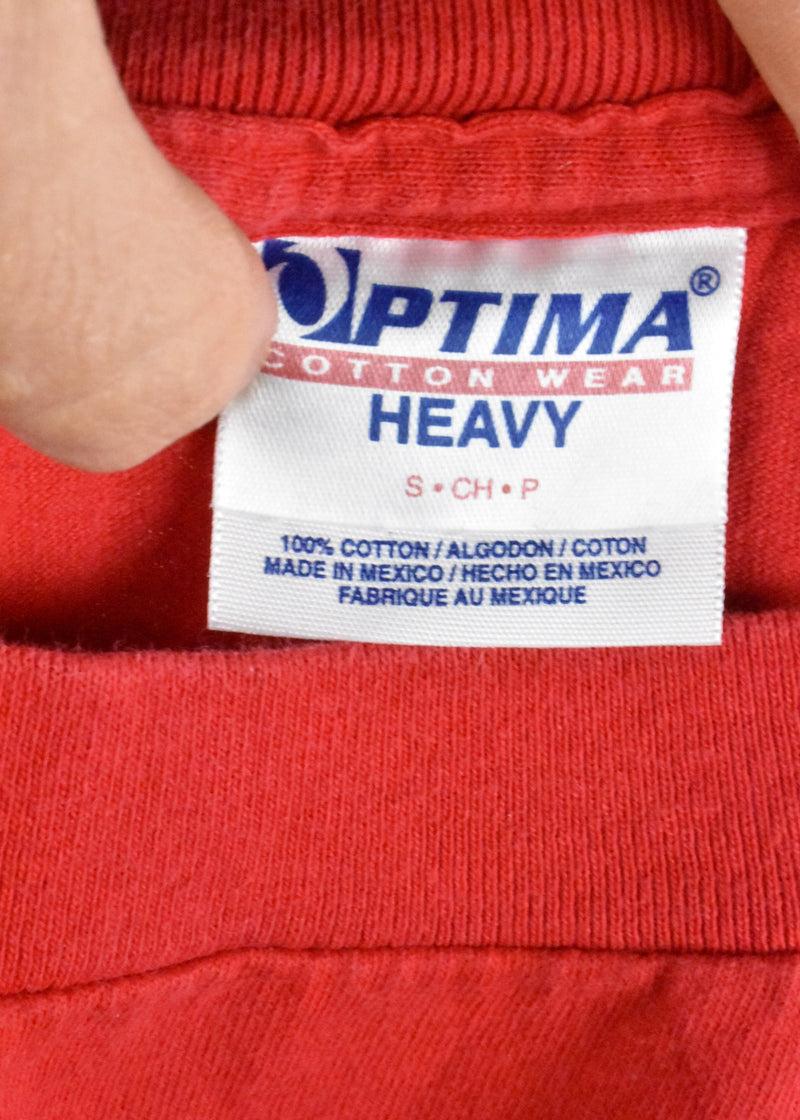 OPTIMA®
COTTON WEAR
HEAVY
S • CH • P
100% COTTON / ALGODON / COTON
MADE IN MEXICO / HECHO EN MEXICO
FABRIQUE AU MEXIQUE